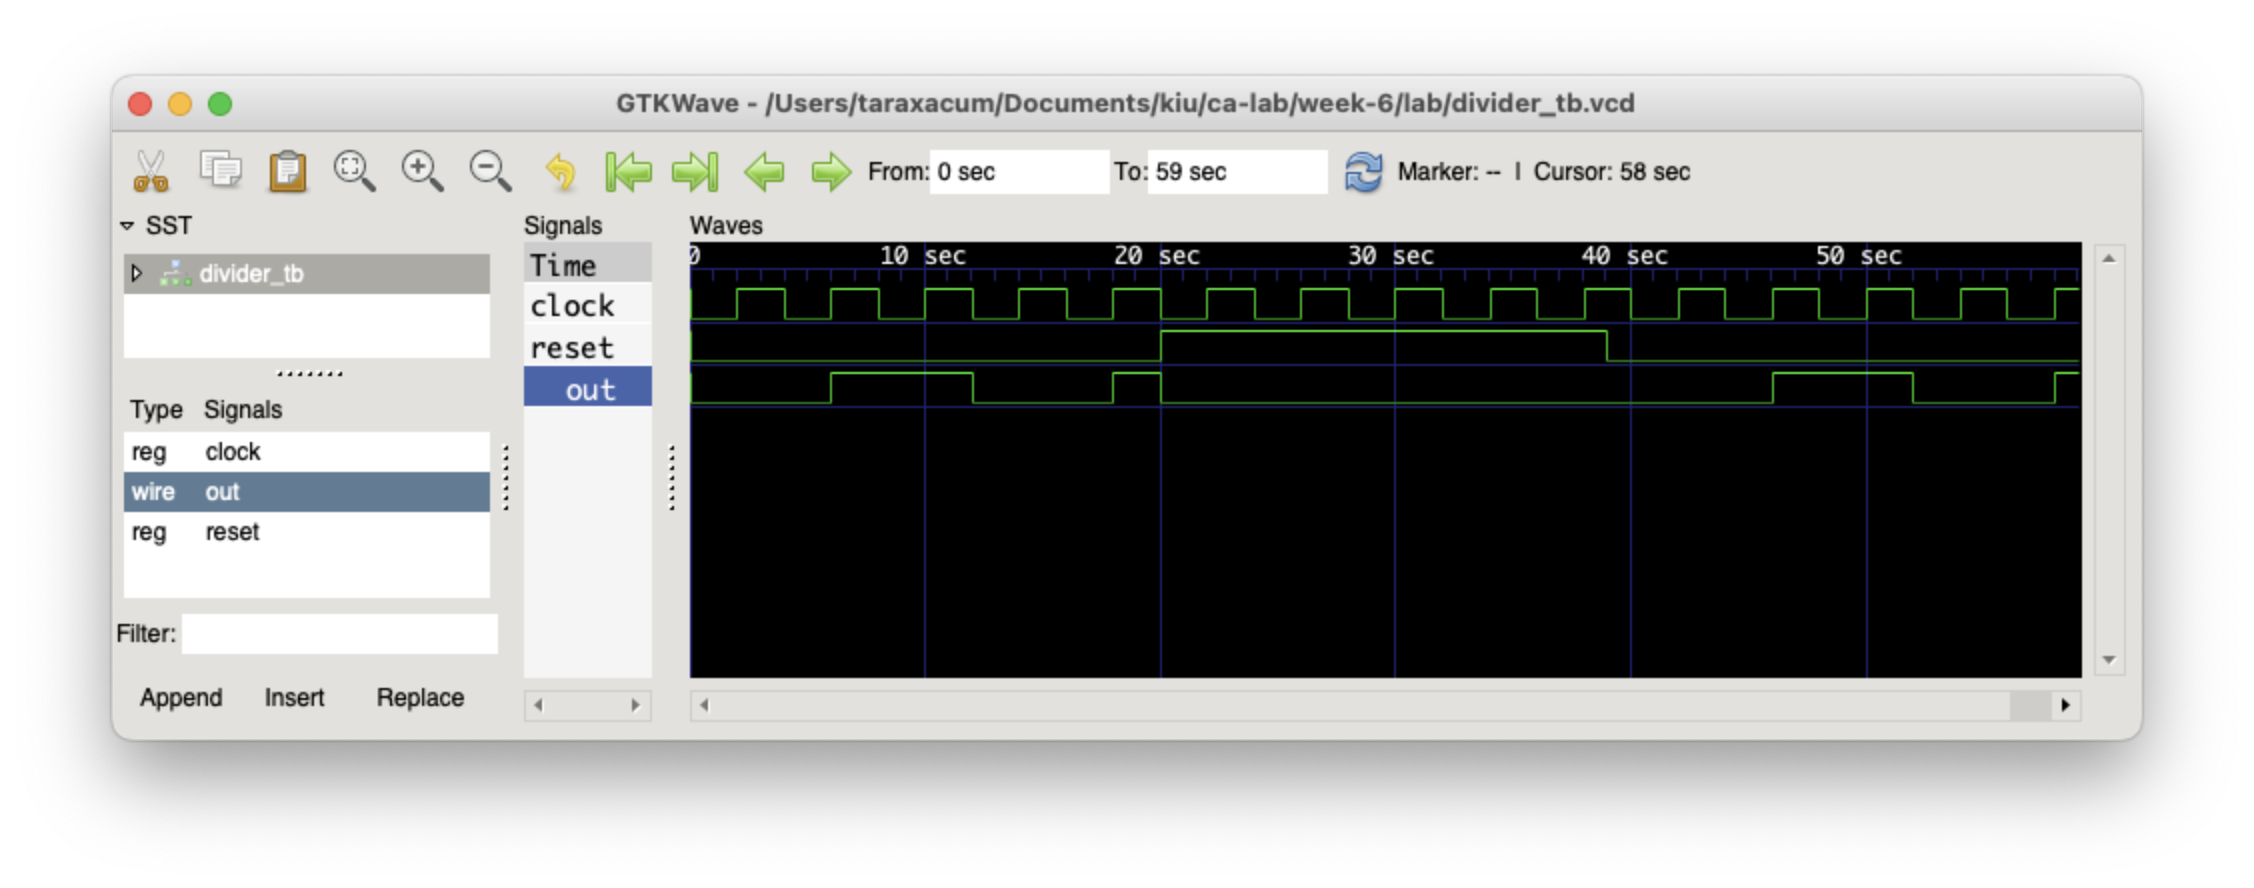 GTKWave - /Users/taraxacum/Documents/kiu/ca-lab/week-6/lab/divider_tb.vcd
From: 0 sec To: 59 sec Marker: -- | Cursor: 58 sec
SST
divider_tb
Type Signals
reg clock
wire out
reg reset
Filter:
Append Insert Replace
Signals
Time
clock
reset
out
Waves
0 10 sec 20 sec 30 sec 40 sec 50 sec